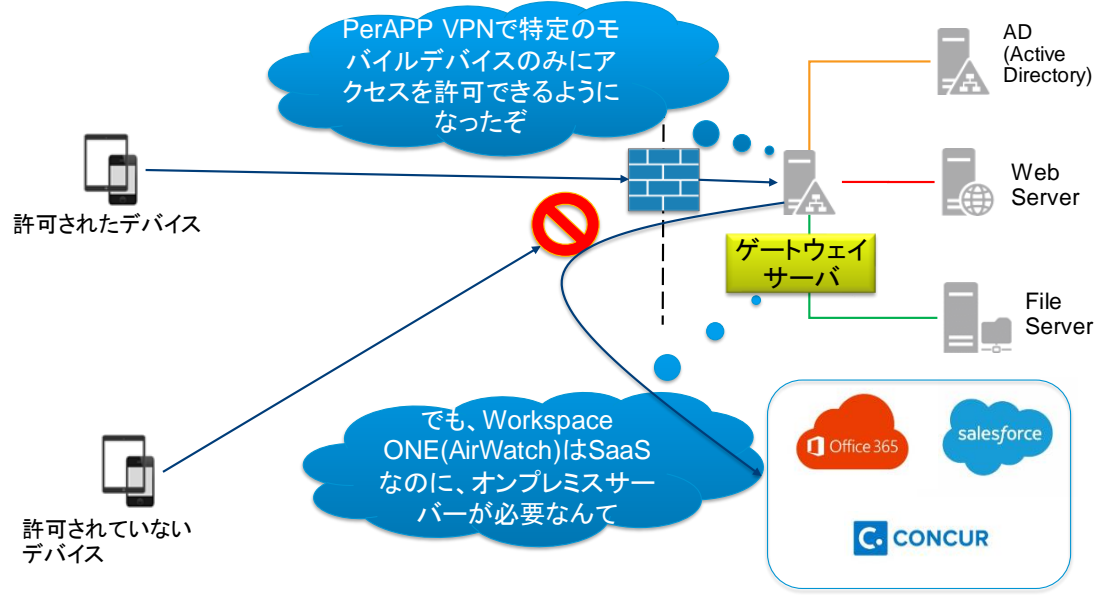 PerAPP VPNで特定のモ
バイルデバイスのみにア
クセスを許可できるように
なったぞ
AD
(Active
Directory)
許可されたデバイス
Web
Server
ゲートウェイ
サーバ
File
Server
でも、Workspace
ONE(AirWatch)はSaaS
なのに、オンプレミスサー
バーが必要なんて
Office 365
salesforce
許可されていない
デバイス
C.
CONCUR